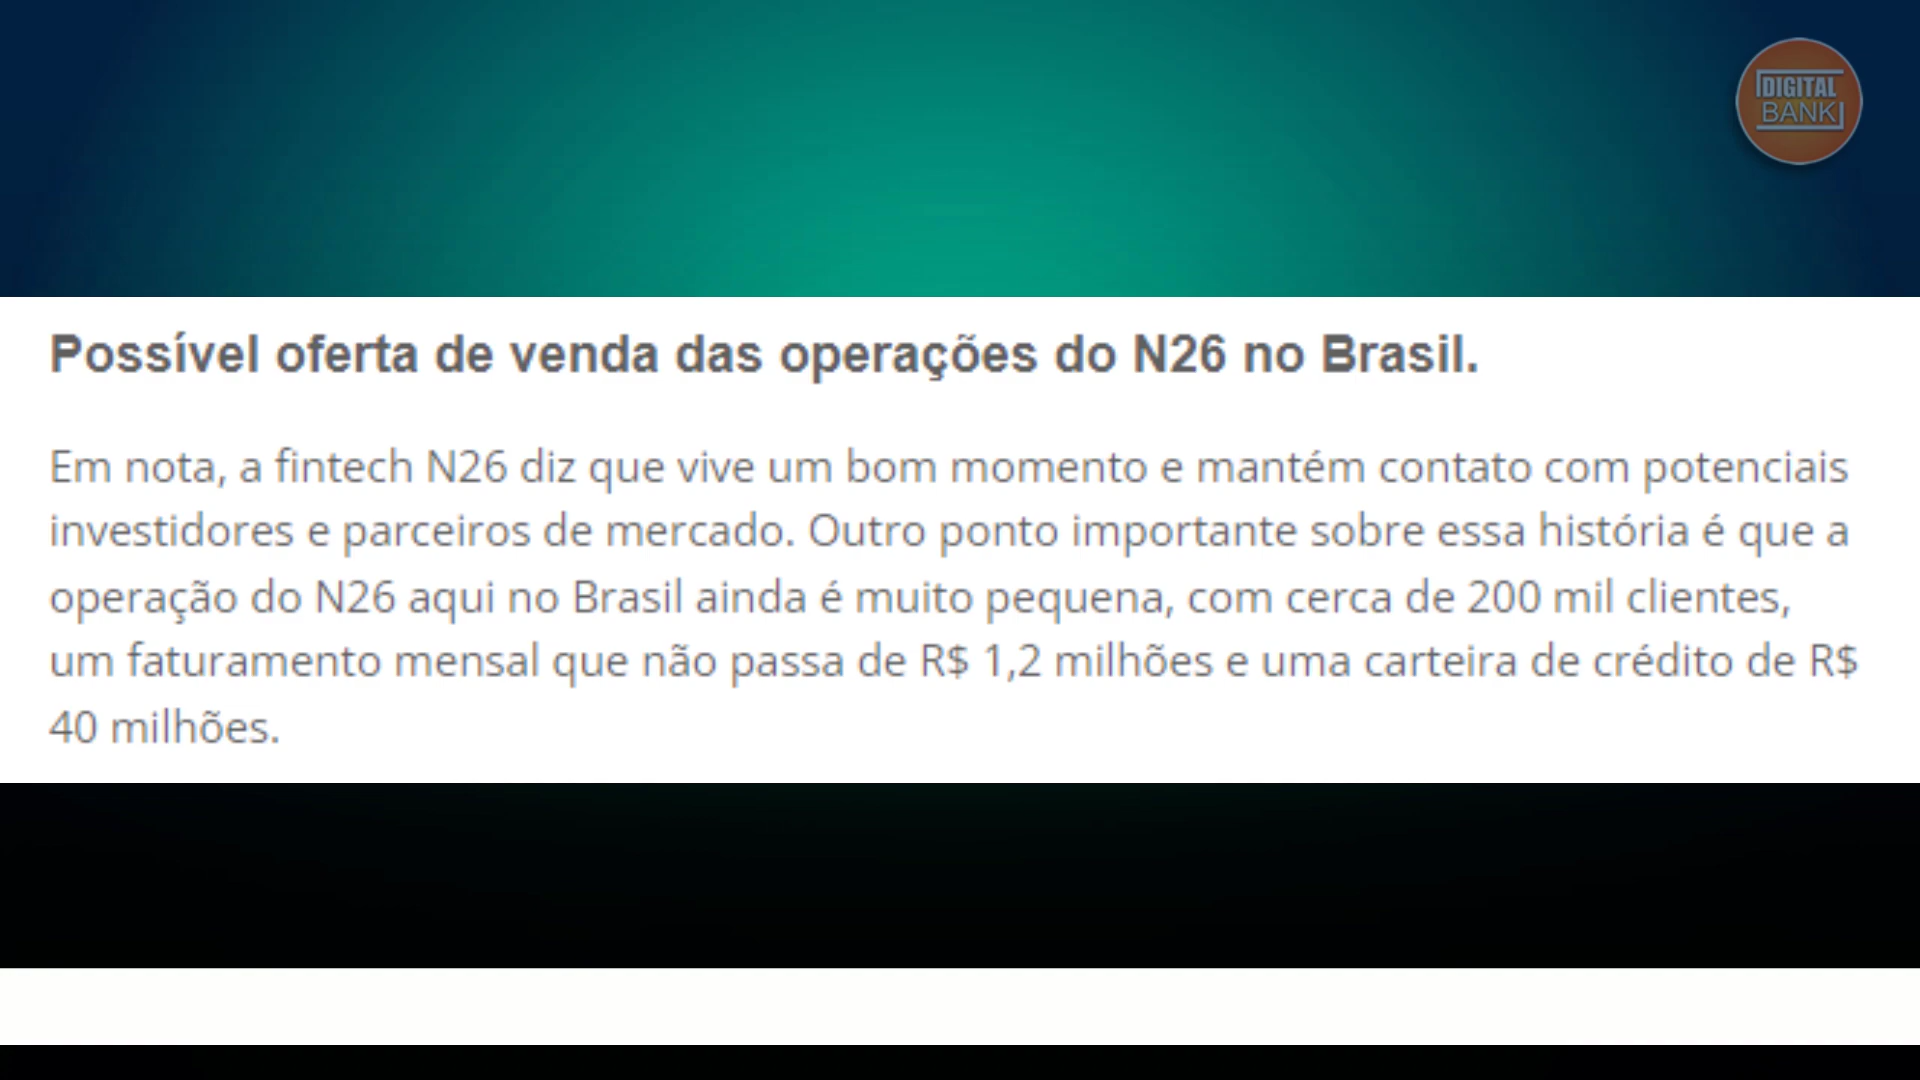 DIGITAL
BANK
Possível oferta de venda das operações do N26 no Brasil.
Em nota, a fintech N26 diz que vive um bom momento e mantém contato com potenciais
investidores e parceiros de mercado. Outro ponto importante sobre essa história é que a
operação do N26 aqui no Brasil ainda é muito pequena, com cerca de 200 mil clientes,
um faturamento mensal que não passa de R$ 1,2 milhões e uma carteira de crédito de R$
40 milhões.